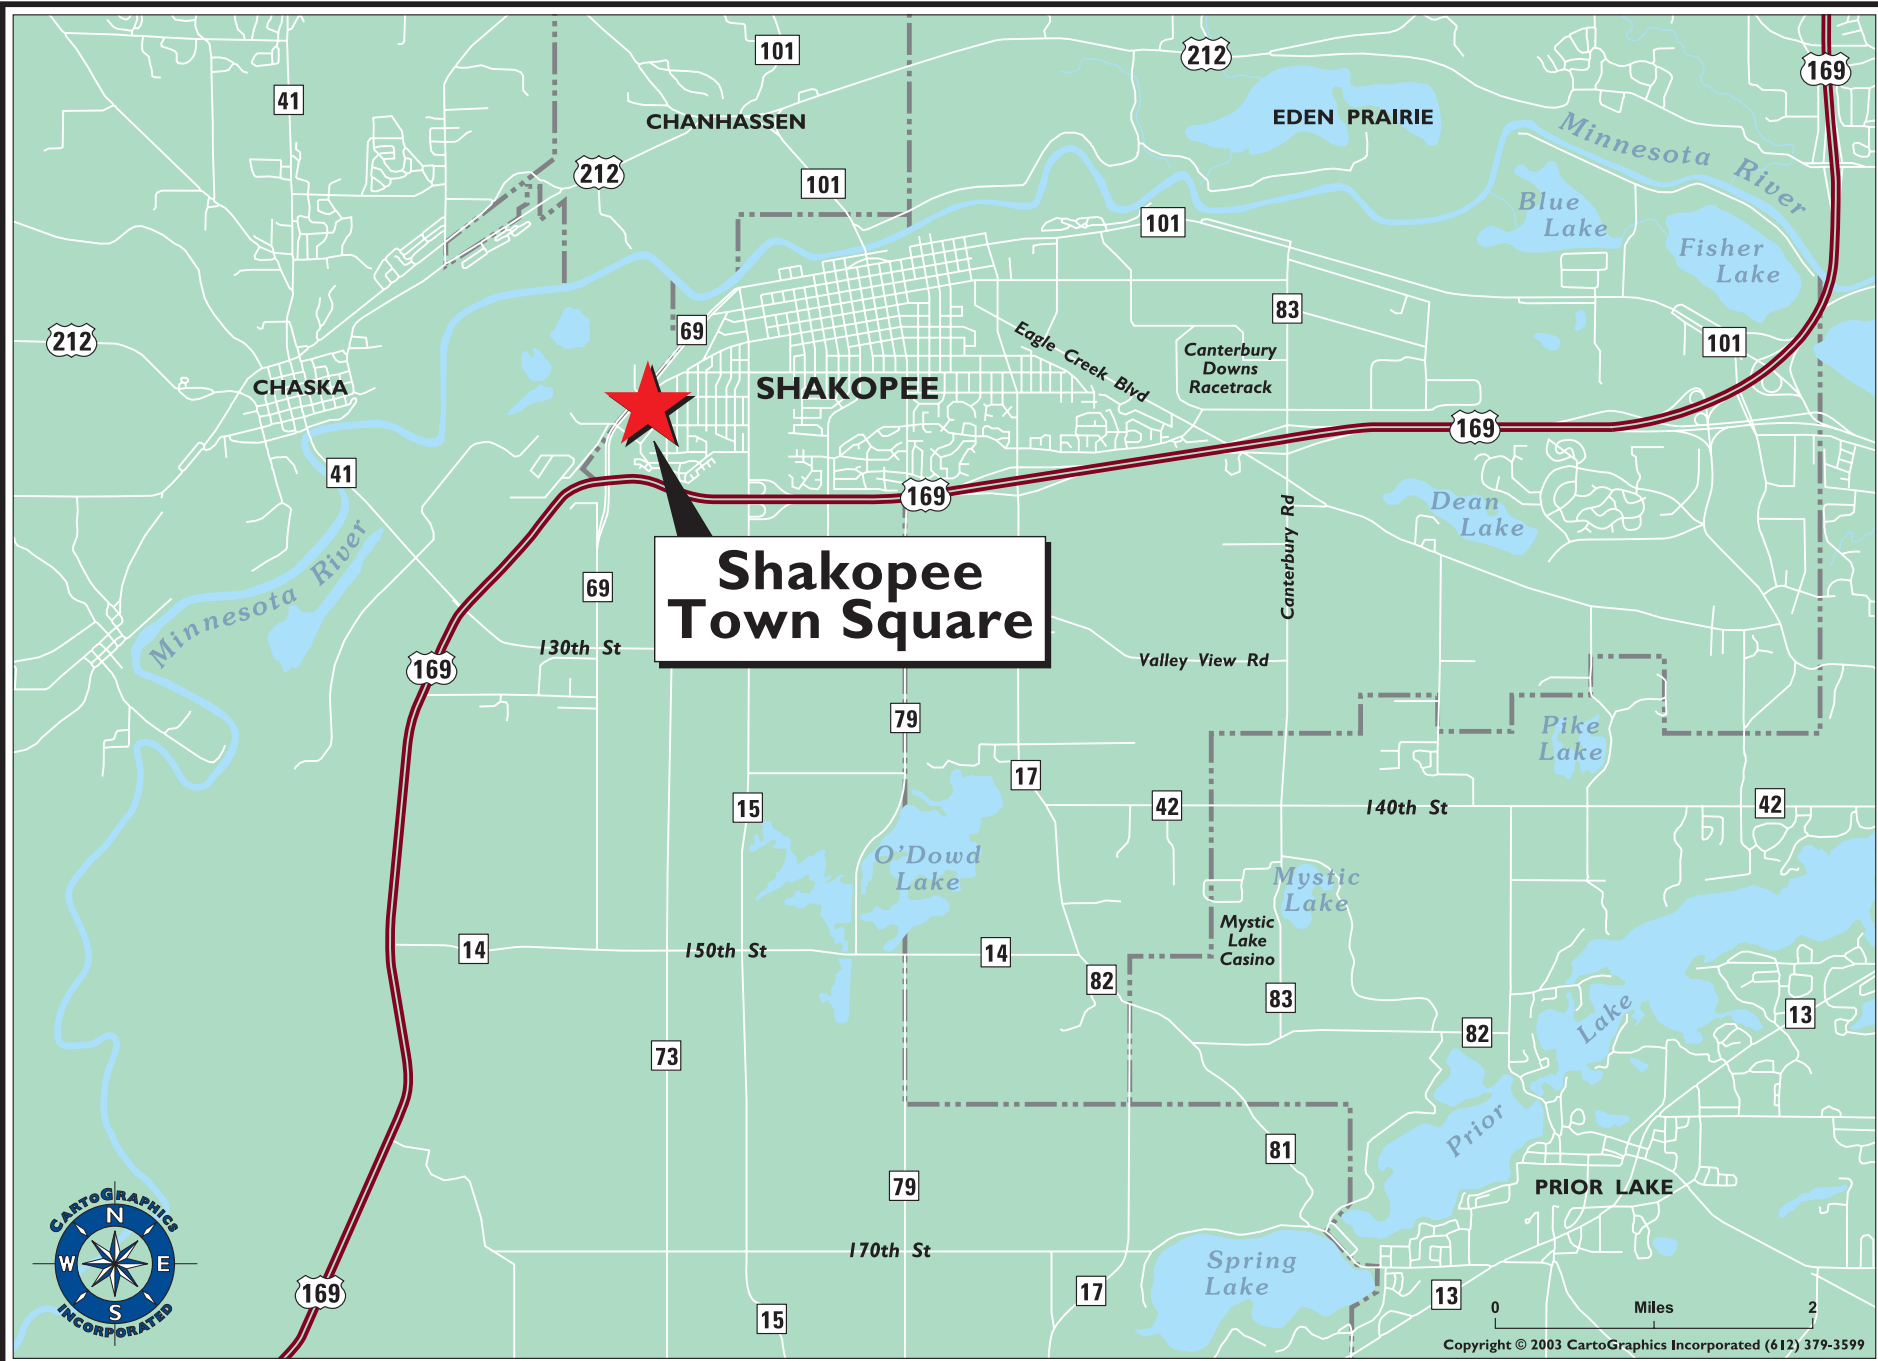 101
212
169
41
CHANHASSEN
EDEN PRAIRIE
Minnesota River
212
101
101
Blue
Lake
Fisher
Lake
83
69
212
101
Eagle Creek Blvd
Canterbury
Downs
Racetrack
CHASKA
SHAKOPEE
169
41
169
Dean
Lake
Canterbury Rd
Minnesota River
69
Shakopee
Town Square
130th St
169
Valley View Rd
79
Pike
Lake
17
15
42
140th St
42
O'Dowd
Lake
Mystic
Lake
Mystic
Lake
Casino
14
150th St
14
82
83
13
82
Prior Lake
73
81
79
PRIOR LAKE
170th St
Spring
Lake
17
13
169
15
CARTOGRAPHICS
N
W
E
S
INCORPORATED
0 Miles 2
Copyright © 2003 CartoGraphics Incorporated (612) 379-3599